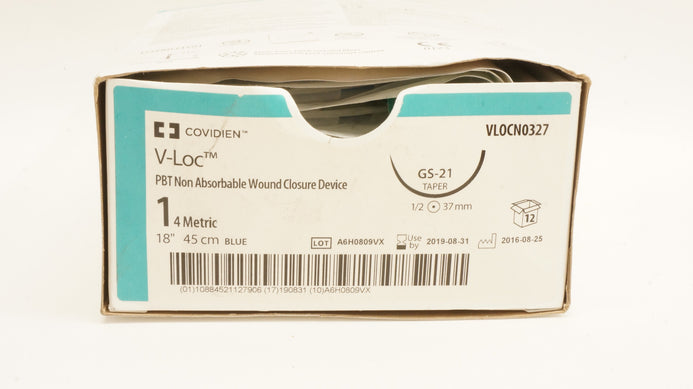 COVIDIEN™
VLOCN0327
V-Loc™
PBT Non Absorbable Wound Closure Device
GS-21
TAPER
1/2 37mm
12
1 4 Metric
18" 45 cm BLUE
LOT A6H0809VX
Use by 2019-08-31
2016-08-25
(01)10884521127906 (17)190831 (10)A6H0809VX